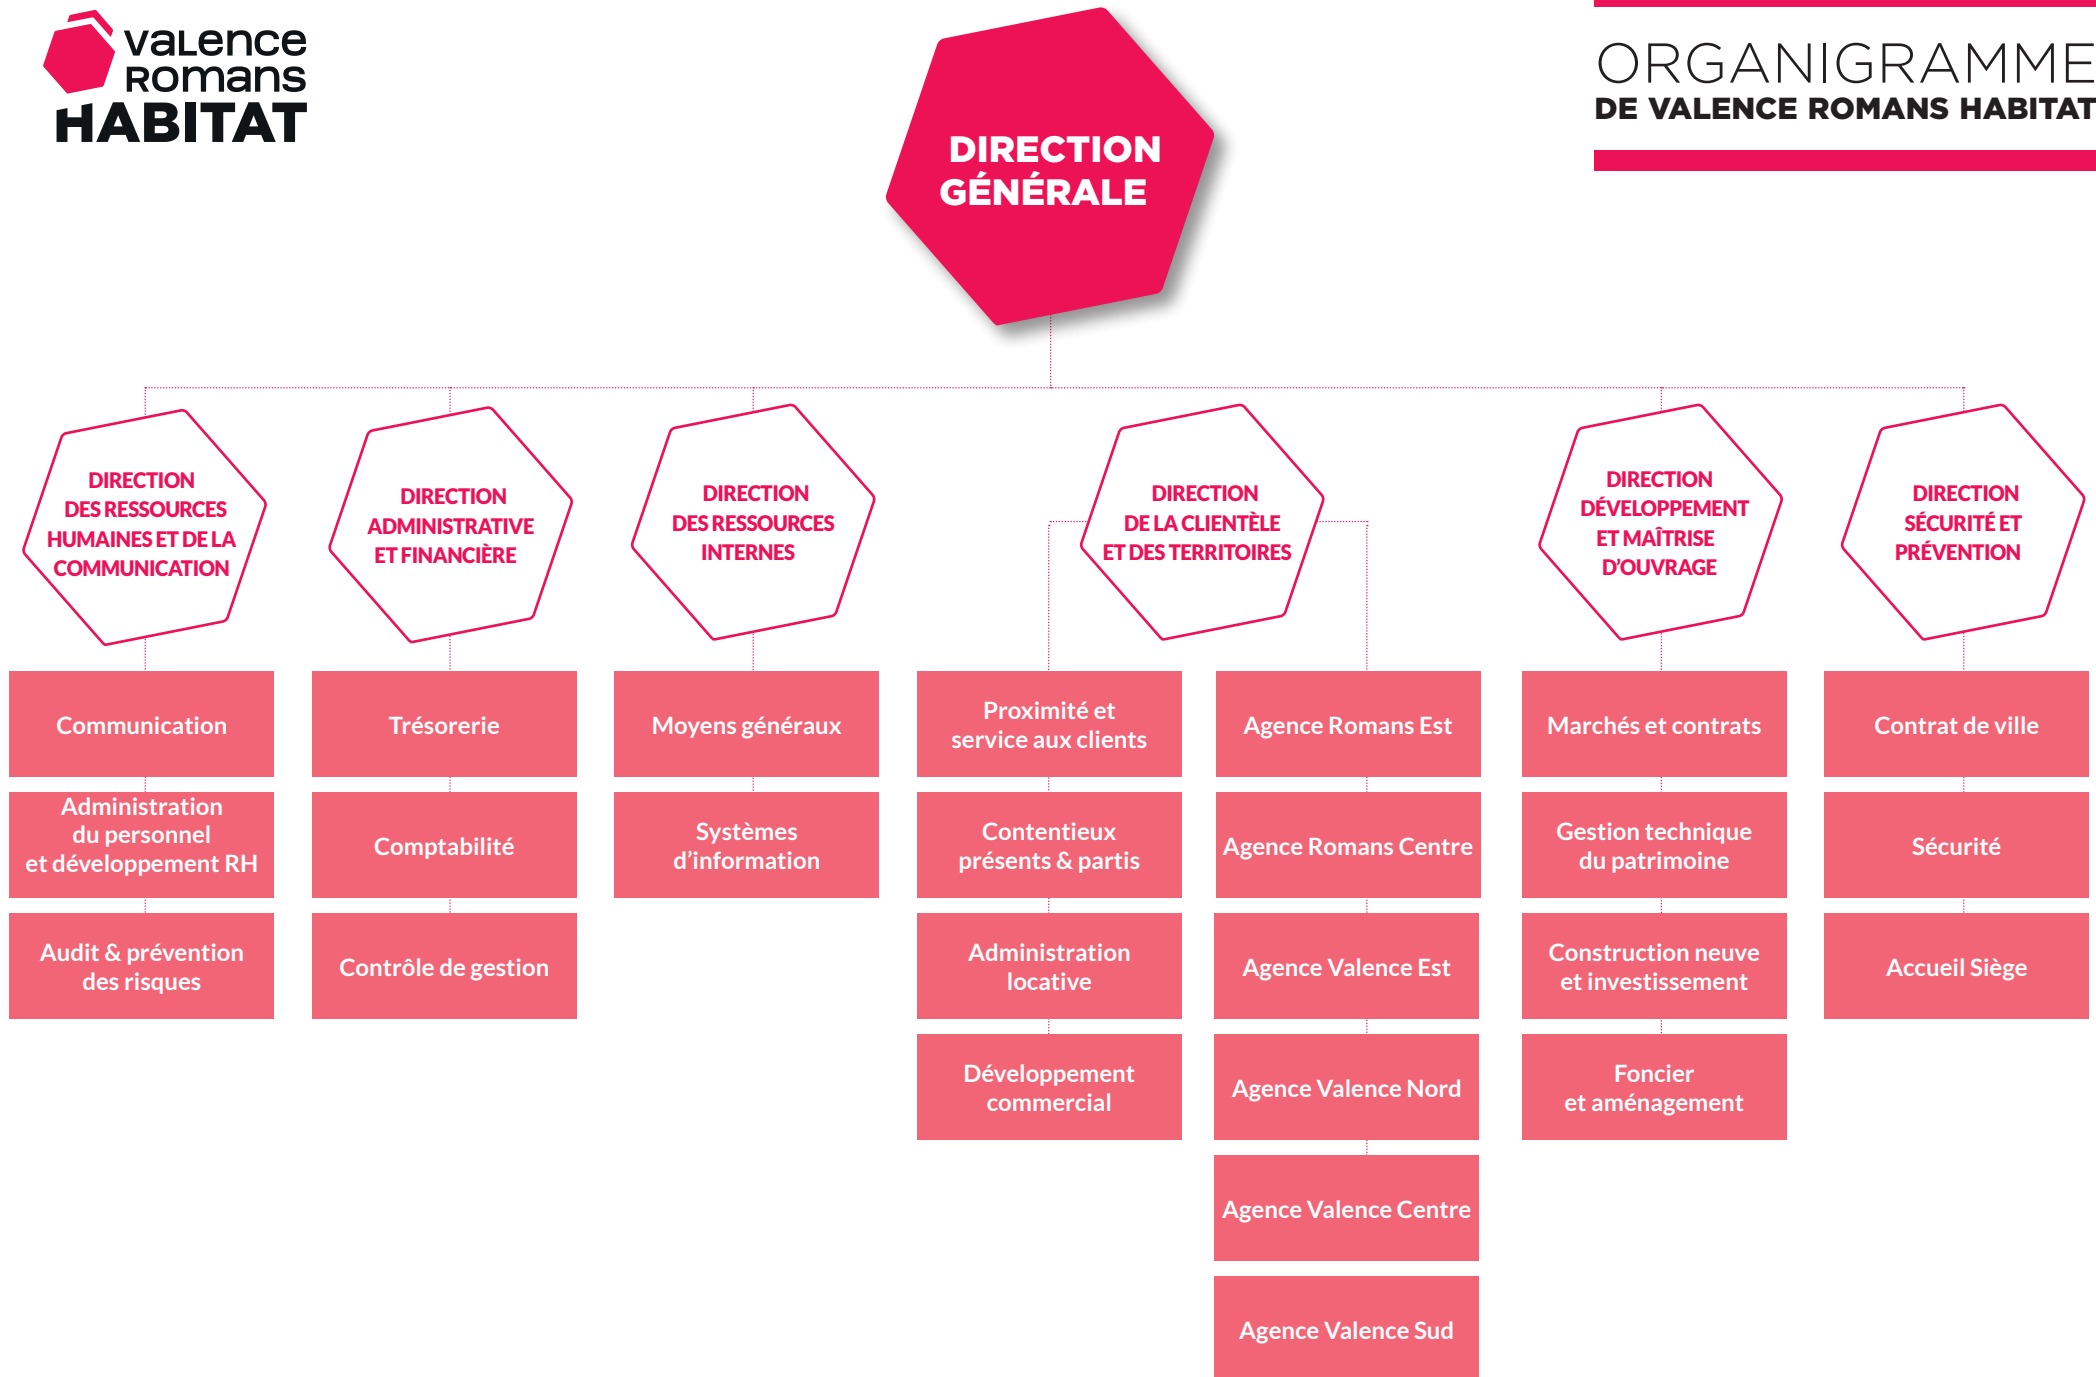 valence
Romans
HABITAT
DIRECTION
GÉNÉRALE
ORGANIGRAMME
DE VALENCE ROMANS HABITAT
DIRECTION
DES RESSOURCES
HUMAINES ET DE LA
COMMUNICATION
DIRECTION
ADMINISTRATIVE
ET FINANCIÈRE
DIRECTION
DES RESSOURCES
INTERNES
DIRECTION
DE LA CLIENTÈLE
ET DES TERRITOIRES
DIRECTION
DÉVELOPPEMENT
ET MAÎTRISE
D’OUVRAGE
DIRECTION
SÉCURITÉ ET
PRÉVENTION
Communication
Administration
du personnel
et développement RH
Audit & prévention
des risques
Trésorerie
Comptabilité
Contrôle de gestion
Moyens généraux
Systèmes
d’information
Proximité et
service aux clients
Contentieux
présents & partis
Administration
locative
Développement
commercial
Agence Romans Est
Agence Romans Centre
Agence Valence Est
Agence Valence Nord
Agence Valence Centre
Agence Valence Sud
Marchés et contrats
Gestion technique
du patrimoine
Construction neuve
et investissement
Foncier
et aménagement
Contrat de ville
Sécurité
Accueil Siège